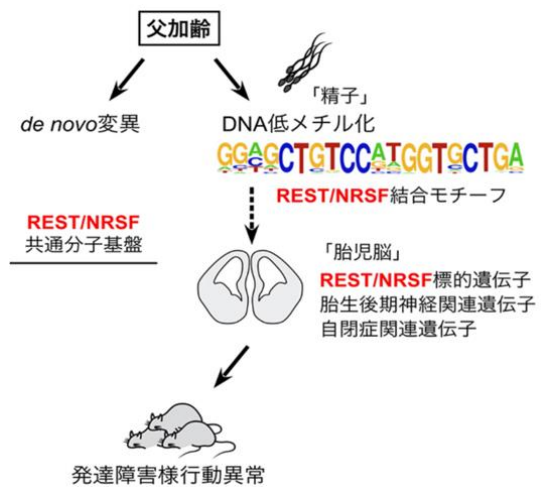 父加齢
「精子」
de novo変異
DNA低メチル化
GGAGCTGTCCATGGTGCTGA
REST/NRSF結合モチーフ
REST/NRSF
共通分子基盤
「胎児脳」
REST/NRSF標的遺伝子
胎生後期神経関連遺伝子
自閉症関連遺伝子
発達障害様行動異常